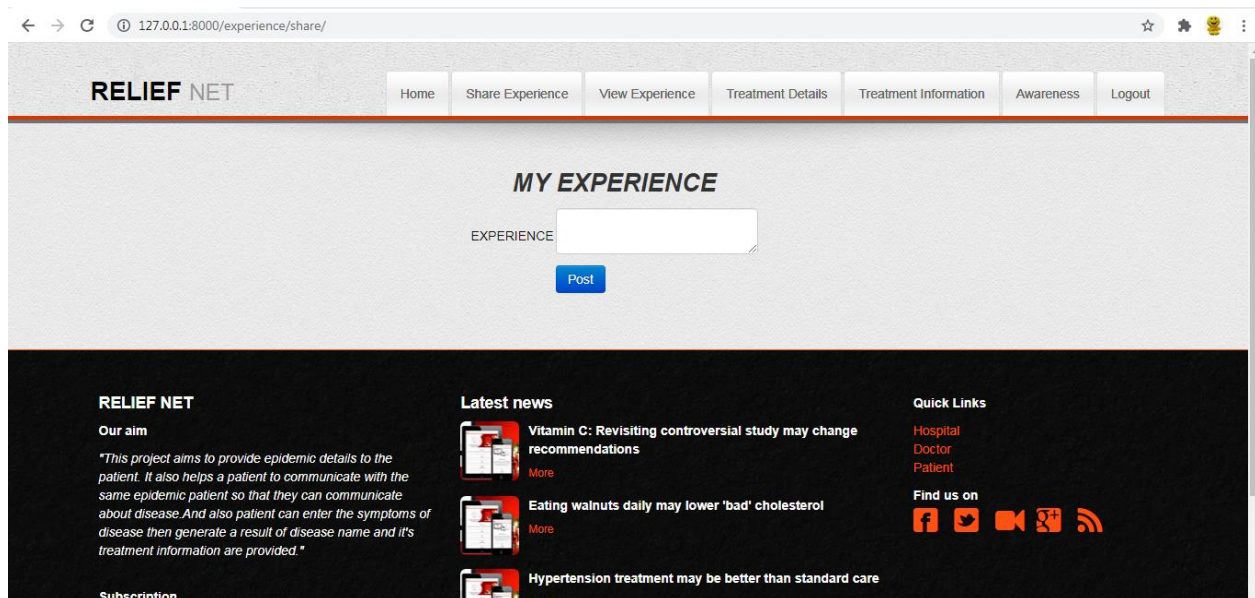 127.0.0.1:8000/experience/share/
RELIEF NET
Home
Share Experience
View Experience
Treatment Details
Treatment Information
Awareness
Logout
MY EXPERIENCE
EXPERIENCE
Post
RELIEF NET
Our aim
"This project aims to provide epidemic details to the
patient. It also helps a patient to communicate with the
same epidemic patient so that they can communicate
about disease.And also patient can enter the symptoms of
disease then generate a result of disease name and it's
treatment information are provided."
Subscription
Latest news
Vitamin C: Revisiting controversial study may change
recommendations
More
Eating walnuts daily may lower 'bad' cholesterol
More
Hypertension treatment may be better than standard care
Quick Links
Hospital
Doctor
Patient
Find us on